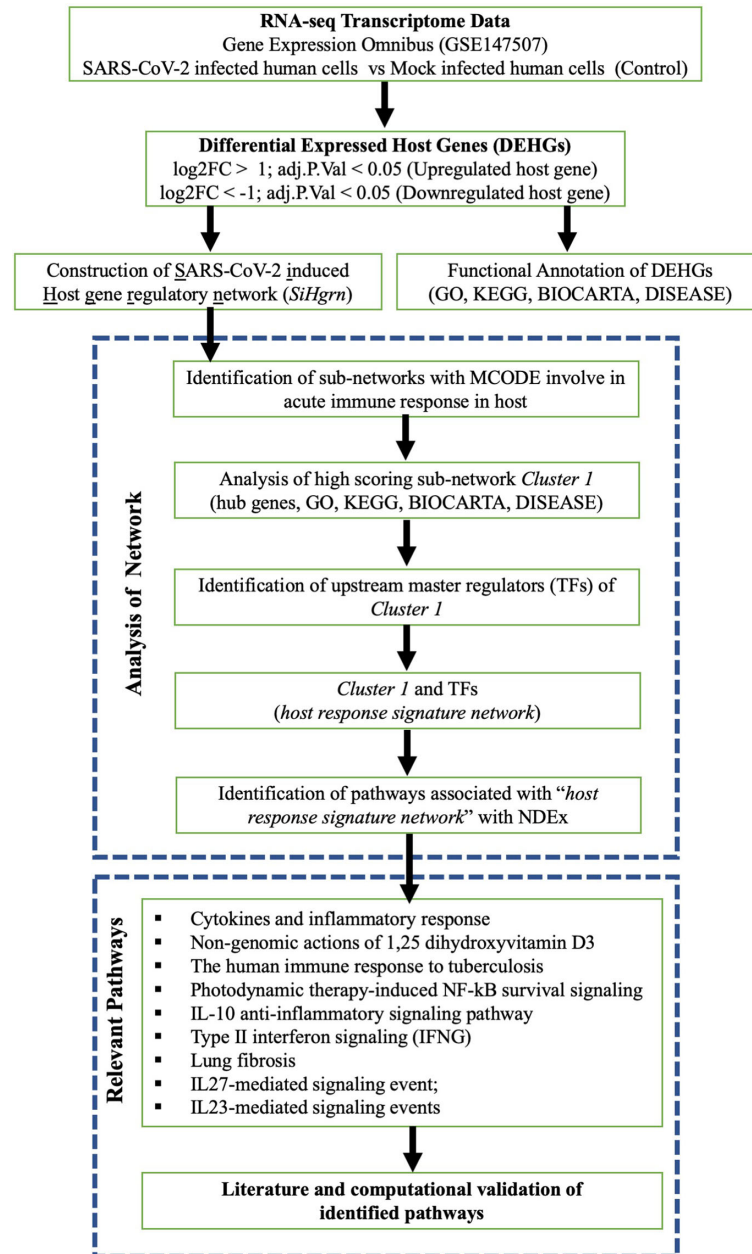 RNA-seq Transcriptome Data
Gene Expression Omnibus (GSE147507)
SARS-CoV-2 infected human cells vs Mock infected human cells (Control)
Differential Expressed Host Genes (DEHGs)
log2FC > 1; adj.P.Val < 0.05 (Upregulated host gene)
log2FC < -1; adj.P.Val < 0.05 (Downregulated host gene)
Construction of SARS-CoV-2 induced
Host gene regulatory network (SiHgrn)
Functional Annotation of DEHGs
(GO, KEGG, BIOCARTA, DISEASE)
Analysis of Network
Identification of sub-networks with MCODE involve in
acute immune response in host
Analysis of high scoring sub-network Cluster 1
(hub genes, GO, KEGG, BIOCARTA, DISEASE)
Identification of upstream master regulators (TFs) of
Cluster 1
Cluster 1 and TFs
(host response signature network)
Identification of pathways associated with “host
response signature network” with NDEx
Relevant Pathways
▪ Cytokines and inflammatory response
▪ Non-genomic actions of 1,25 dihydroxyvitamin D3
▪ The human immune response to tuberculosis
▪ Photodynamic therapy-induced NF-kB survival signaling
▪ IL-10 anti-inflammatory signaling pathway
▪ Type II interferon signaling (IFNG)
▪ Lung fibrosis
▪ IL27-mediated signaling event;
▪ IL23-mediated signaling events
Literature and computational validation of
identified pathways